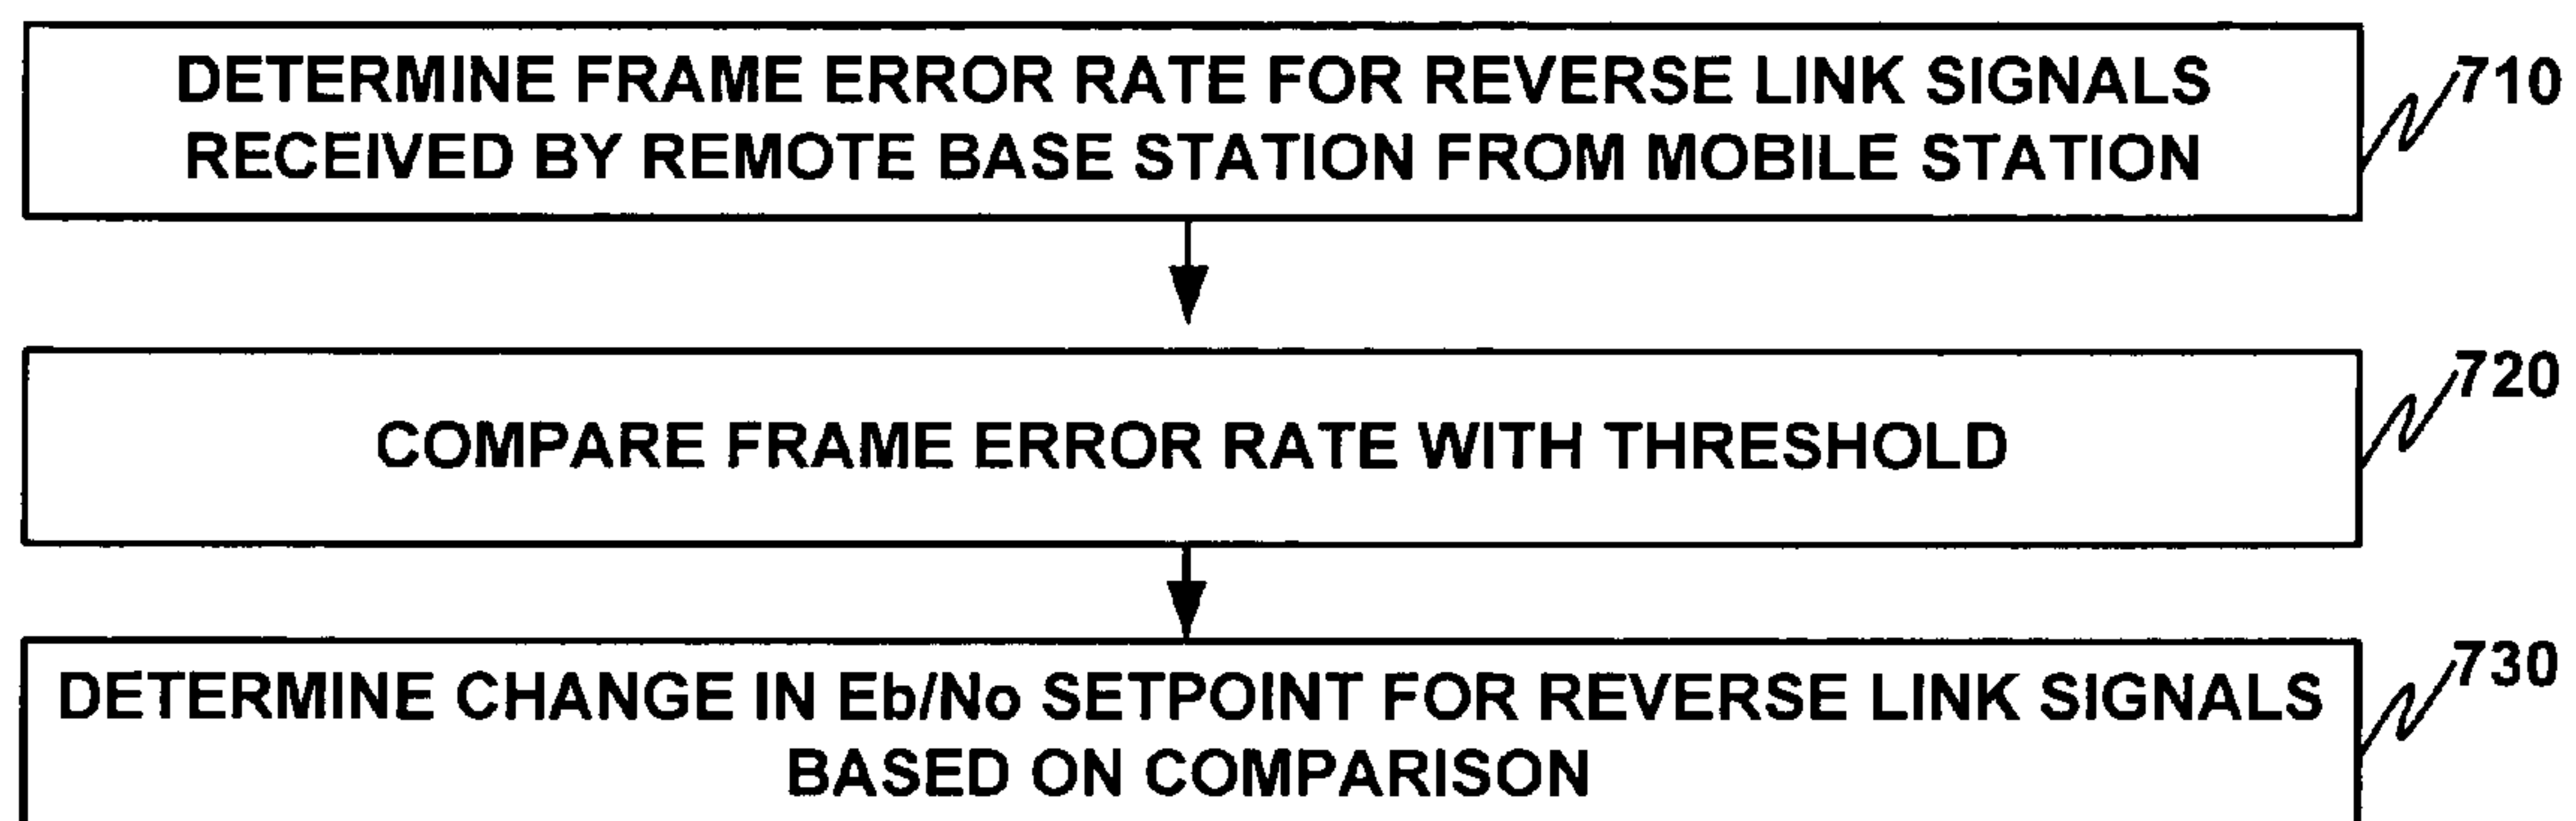 DETERMINE FRAME ERROR RATE FOR REVERSE LINK SIGNALS
RECEIVED BY REMOTE BASE STATION FROM MOBILE STATION
710
COMPARE FRAME ERROR RATE WITH THRESHOLD
720
DETERMINE CHANGE IN Eb/No SETPOINT FOR REVERSE LINK SIGNALS
BASED ON COMPARISON
730